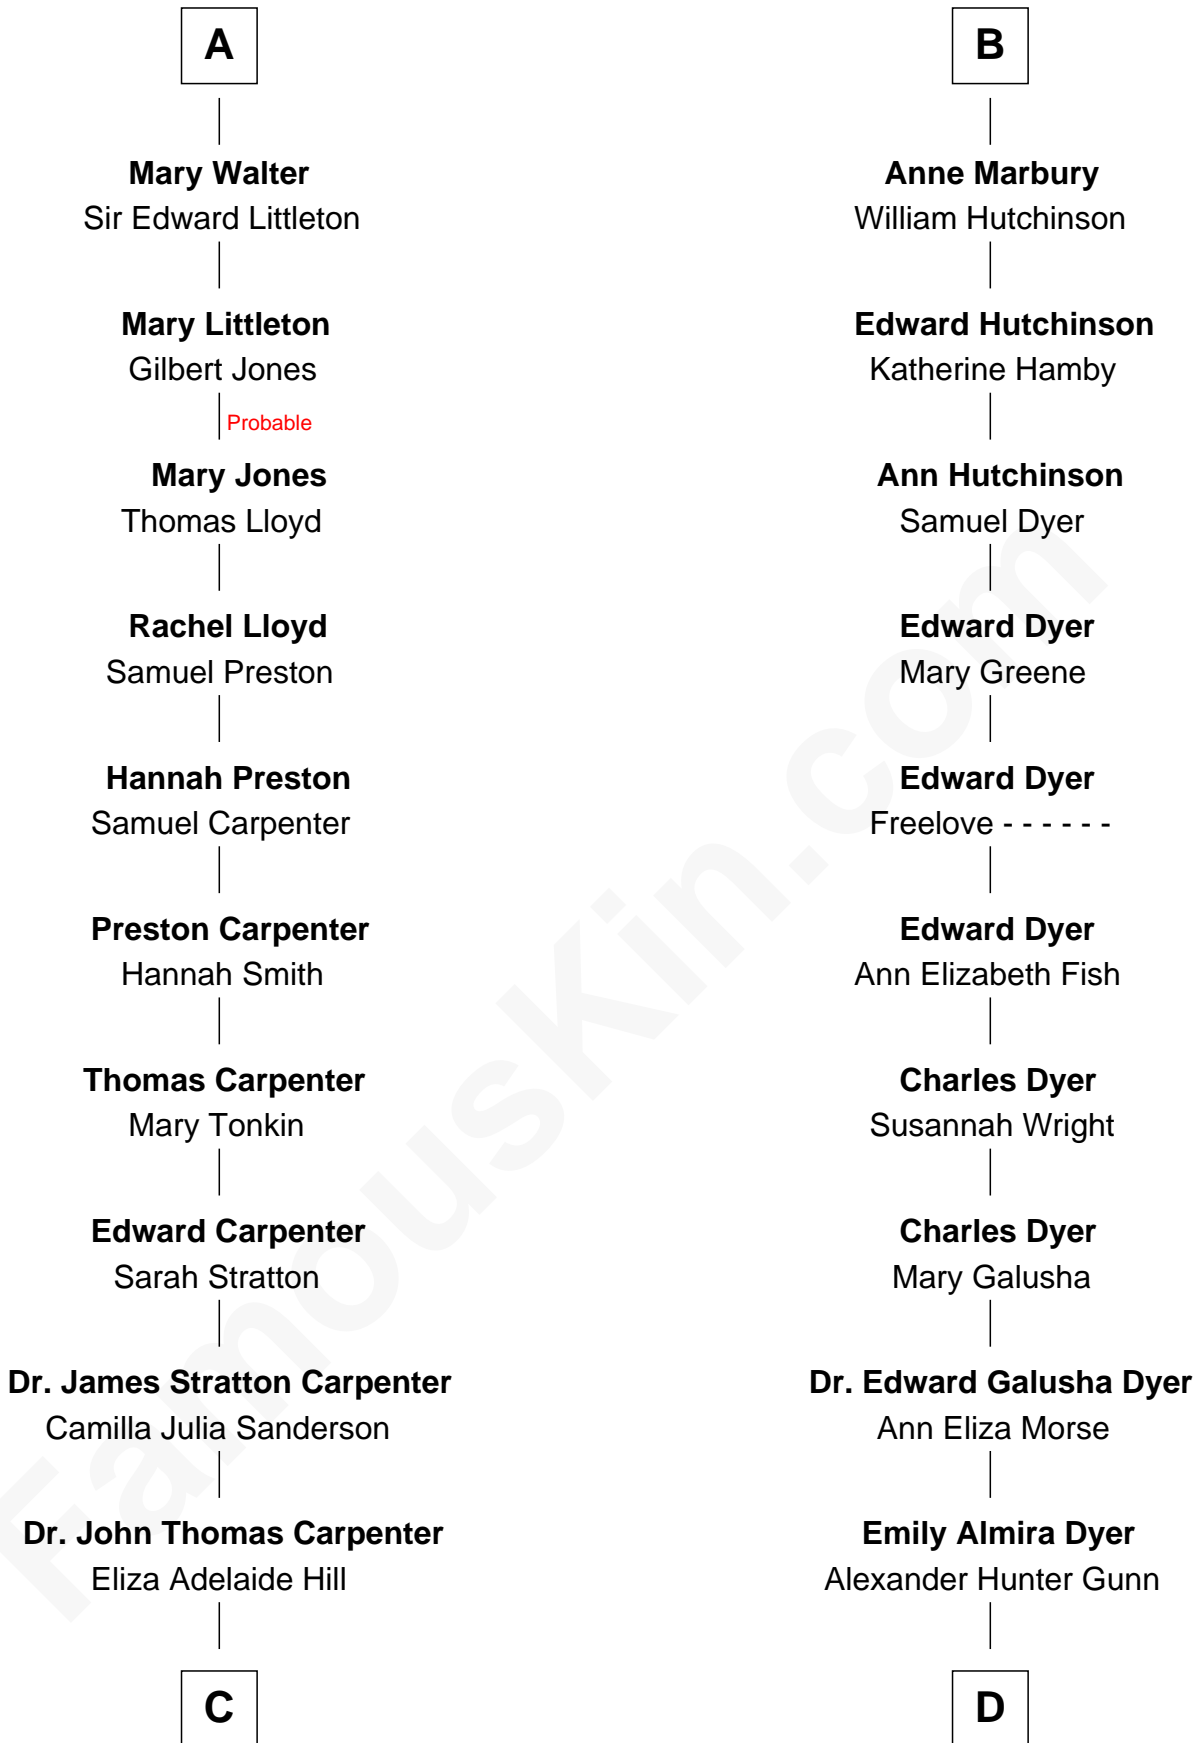 A
Mary Walter
Sir Edward Littleton
Mary Littleton
Gilbert Jones
Probable
Mary Jones
Thomas Lloyd
Rachel Lloyd
Samuel Preston
Hannah Preston
Samuel Carpenter
Preston Carpenter
Hannah Smith
Thomas Carpenter
Mary Tonkin
Edward Carpenter
Sarah Stratton
Dr. James Stratton Carpenter
Camilla Julia Sanderson
Dr. John Thomas Carpenter
Eliza Adelaide Hill
C
B
Anne Marbury
William Hutchinson
Edward Hutchinson
Katherine Hamby
Ann Hutchinson
Samuel Dyer
Edward Dyer
Mary Greene
Edward Dyer
Freelove - - - - - -
Edward Dyer
Ann Elizabeth Fish
Charles Dyer
Susannah Wright
Charles Dyer
Mary Galusha
Dr. Edward Galusha Dyer
Ann Eliza Morse
Emily Almira Dyer
Alexander Hunter Gunn
D
FamousKin.com